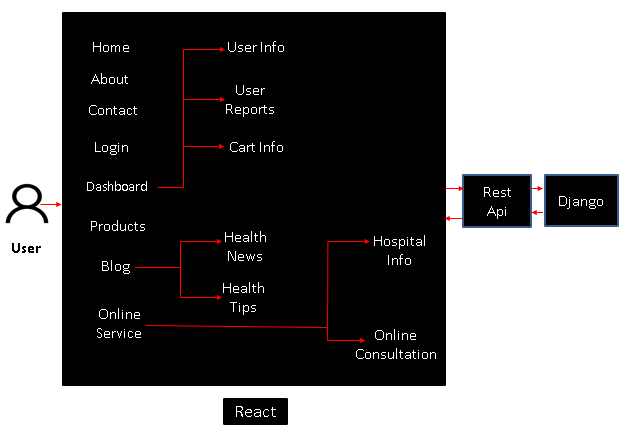 Home
User Info
About
User
Reports
Contact
Login
Cart Info
Dashboard
Rest
Api
Django
User
Products
Health
News
Hospital
Info
Blog
Health
Tips
Online
Service
Online
Consultation
React